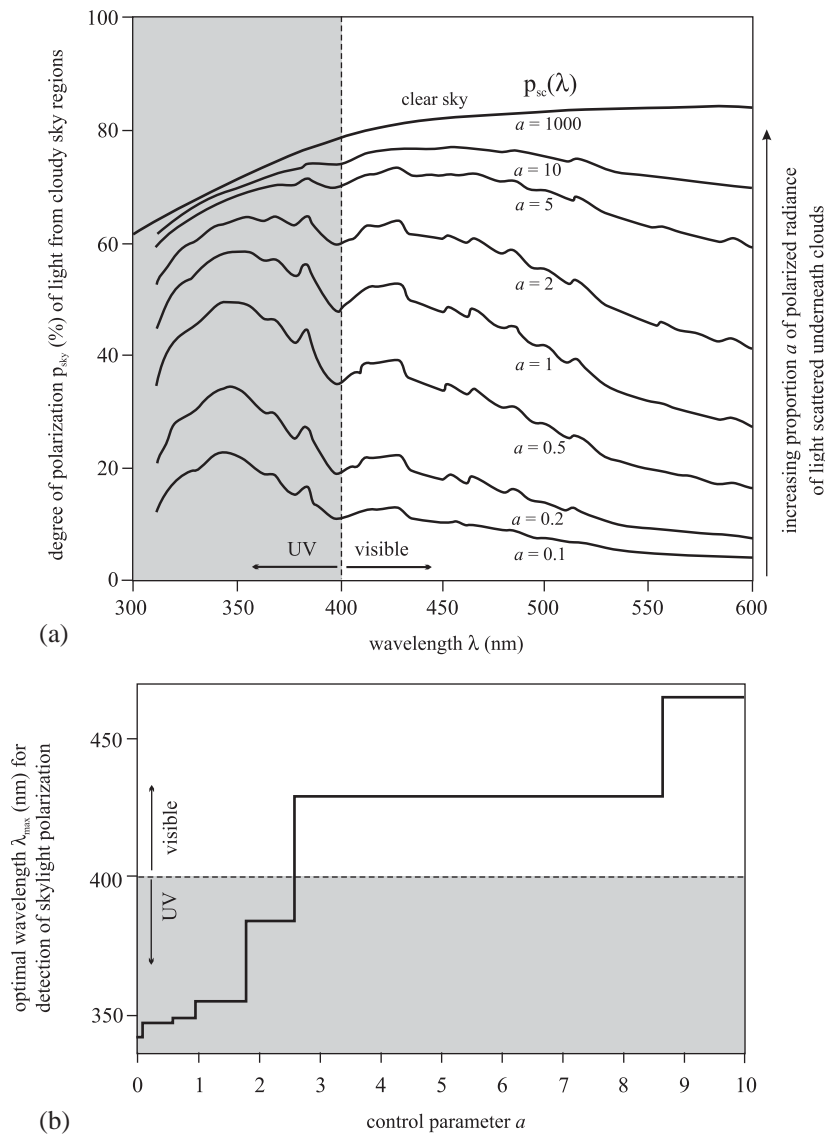 100
80
60
40
20
0
degree of polarization p_sky (%) of light from cloudy sky regions
clear sky
p_sc(λ)
a = 1000
a = 10
a = 5
a = 2
a = 1
a = 0.5
a = 0.2
a = 0.1
UV
visible
increasing proportion a of polarized radiance
of light scattered underneath clouds
300
350
400
450
500
550
600
wavelength λ (nm)
(a)
optimal wavelength λ_max (nm) for
detection of skylight polarization
450
400
350
visible
UV
0
1
2
3
4
5
6
7
8
9
10
control parameter a
(b)